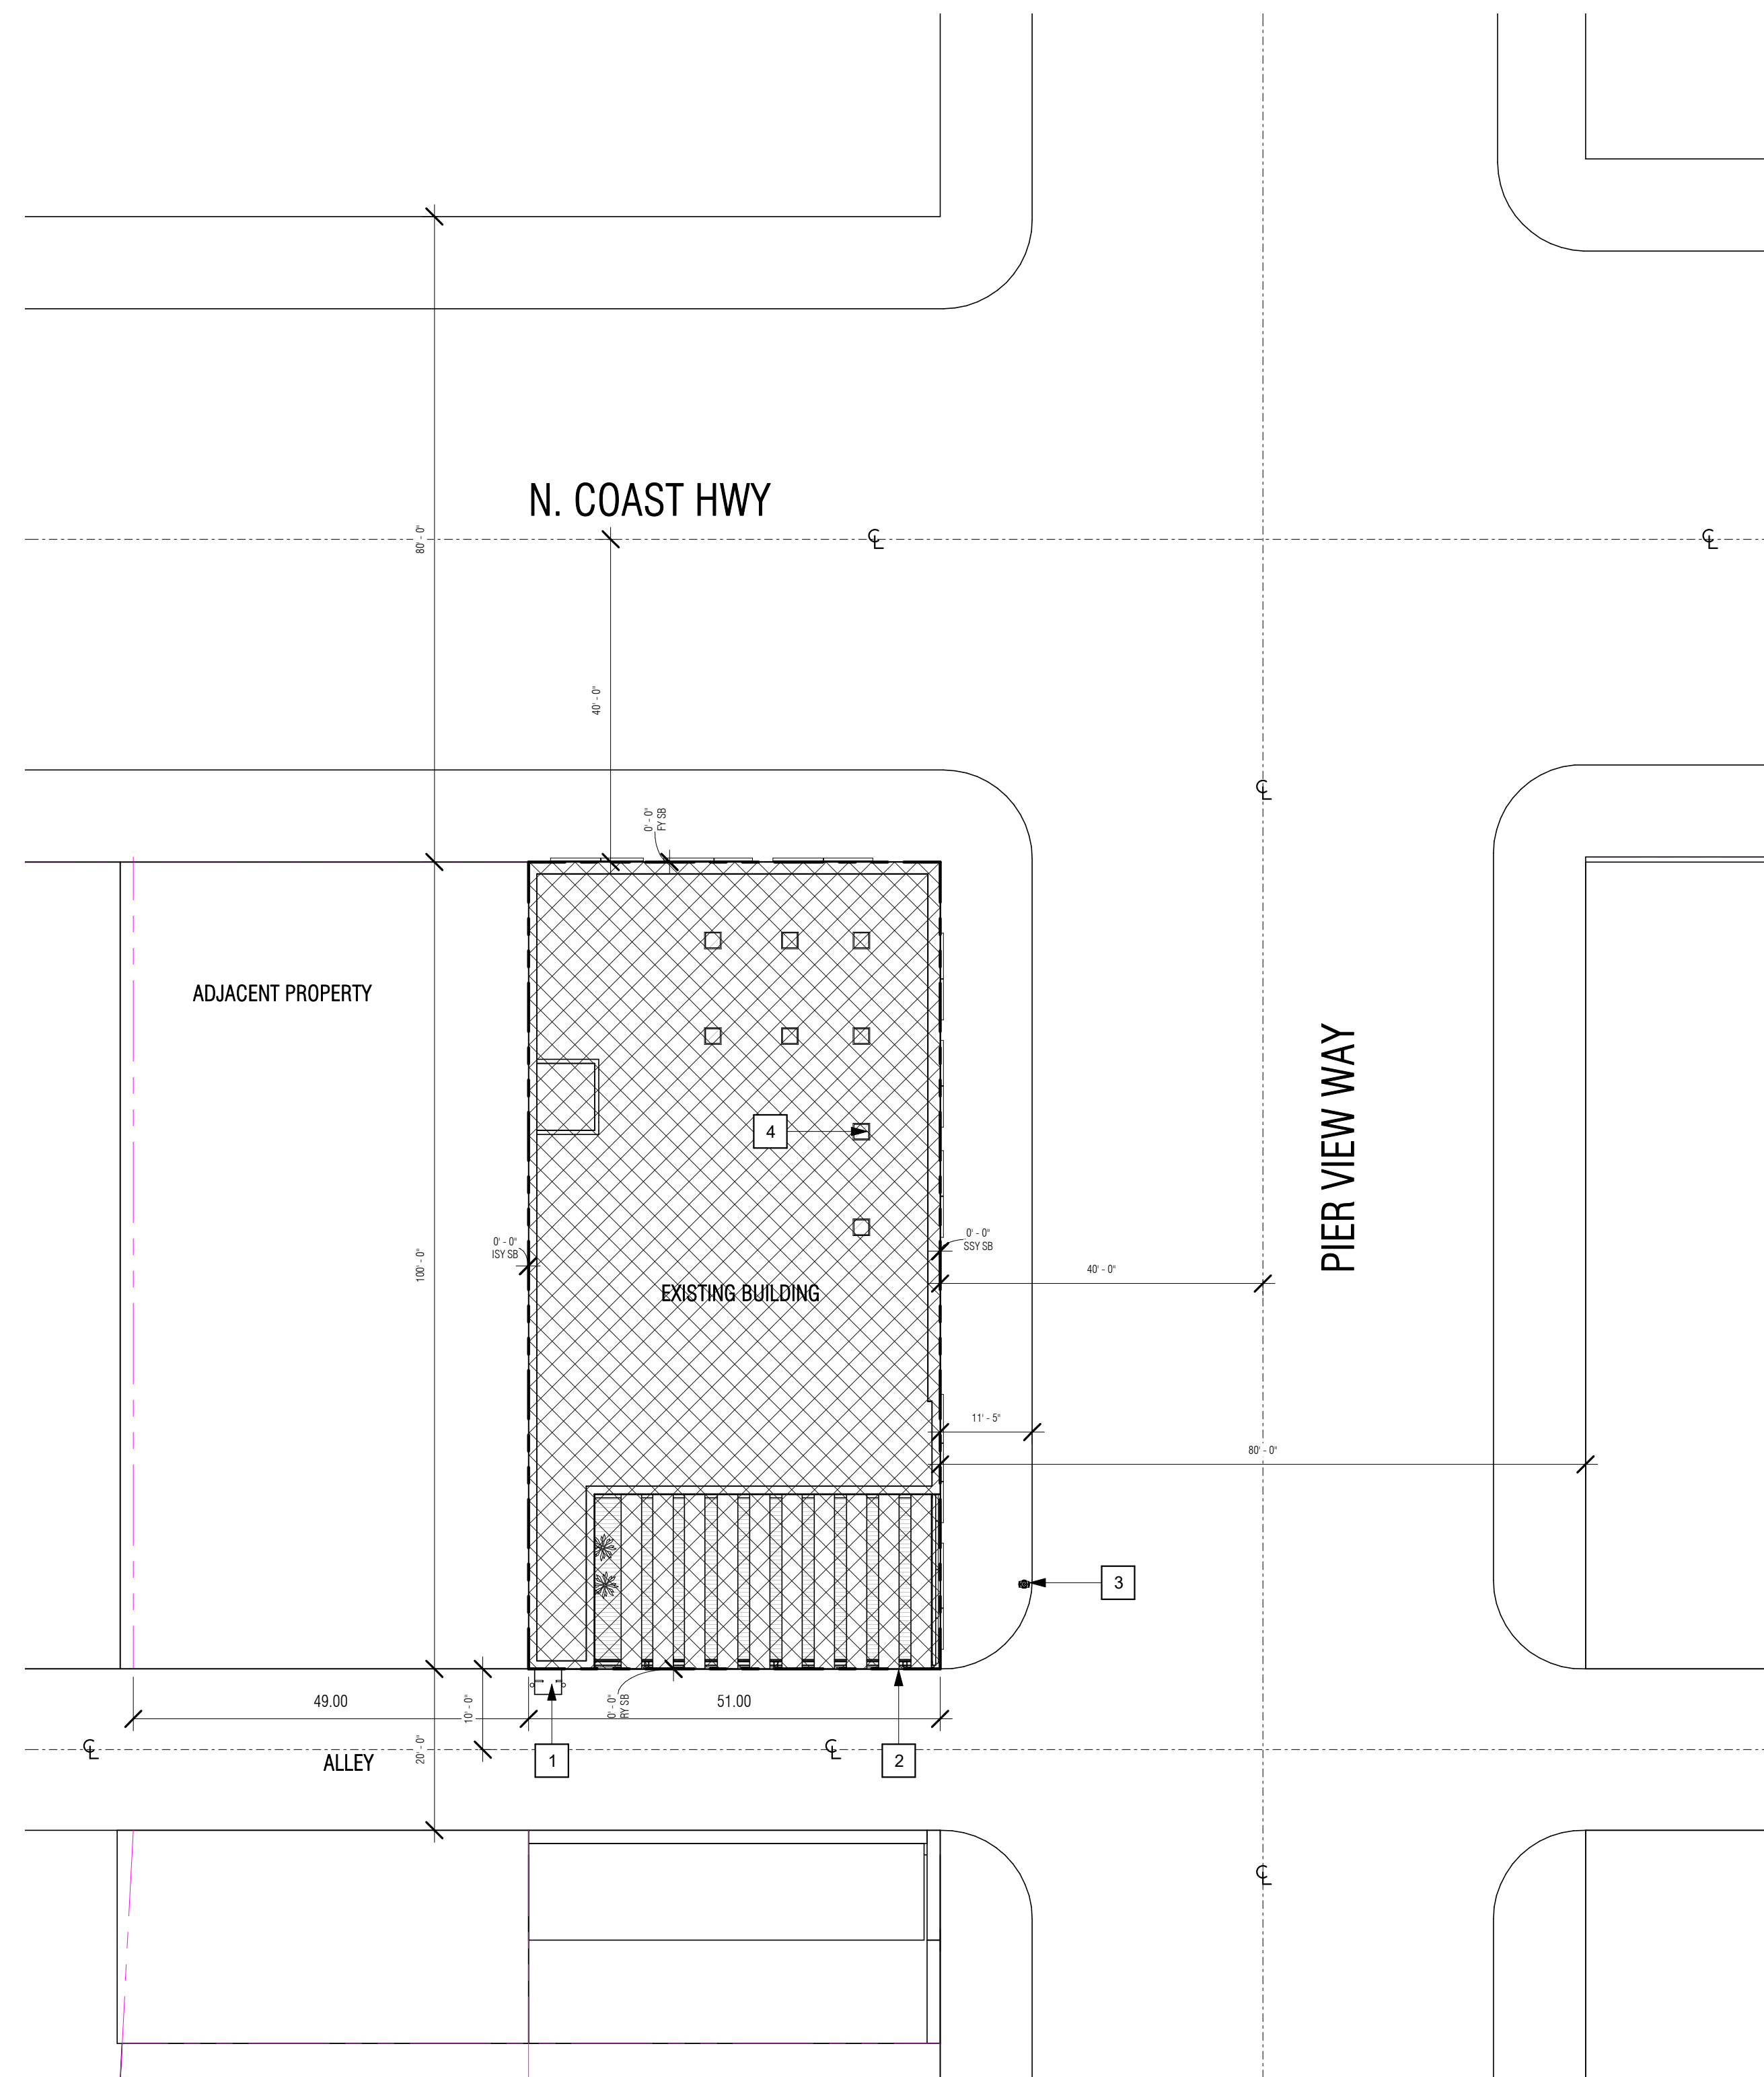 N. COAST HWY
80' - 0"
℄
℄
40' - 0"
℄
0' - 0"
FY SB
ADJACENT PROPERTY
PIER VIEW WAY
4
0' - 0"
ISY SB
0' - 0"
SSY SB
100' - 0"
40' - 0"
EXISTING BUILDING
11' - 5"
80' - 0"
3
49.00
10' - 0"
0' - 0"
RY SB
51.00
℄
ALLEY
20' - 0"
1
℄
2
℄